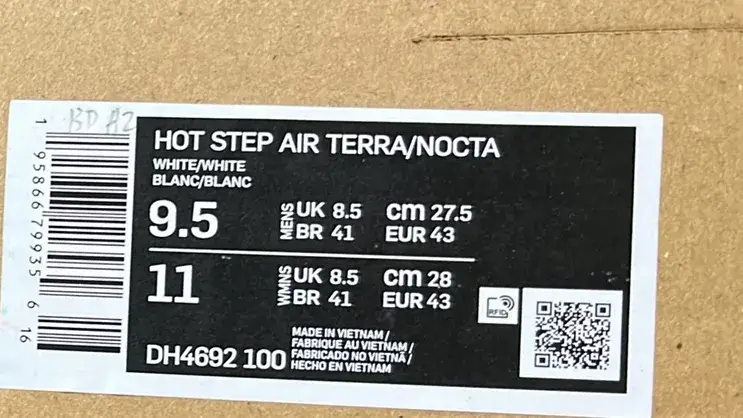 BD A2
1 95866 79935 6 16
HOT STEP AIR TERRA/NOCTA
WHITE/WHITE
BLANC/BLANC
9.5 MENS UK 8.5 cm 27.5
BR 41 EUR 43
11 WMNS UK 8.5 cm 28
BR 41 EUR 43
RFID
DH4692 100
MADE IN VIETNAM /
FABRIQUE AU VIETNAM /
FABRICADO NO VIETNÃ /
HECHO EN VIETNAM